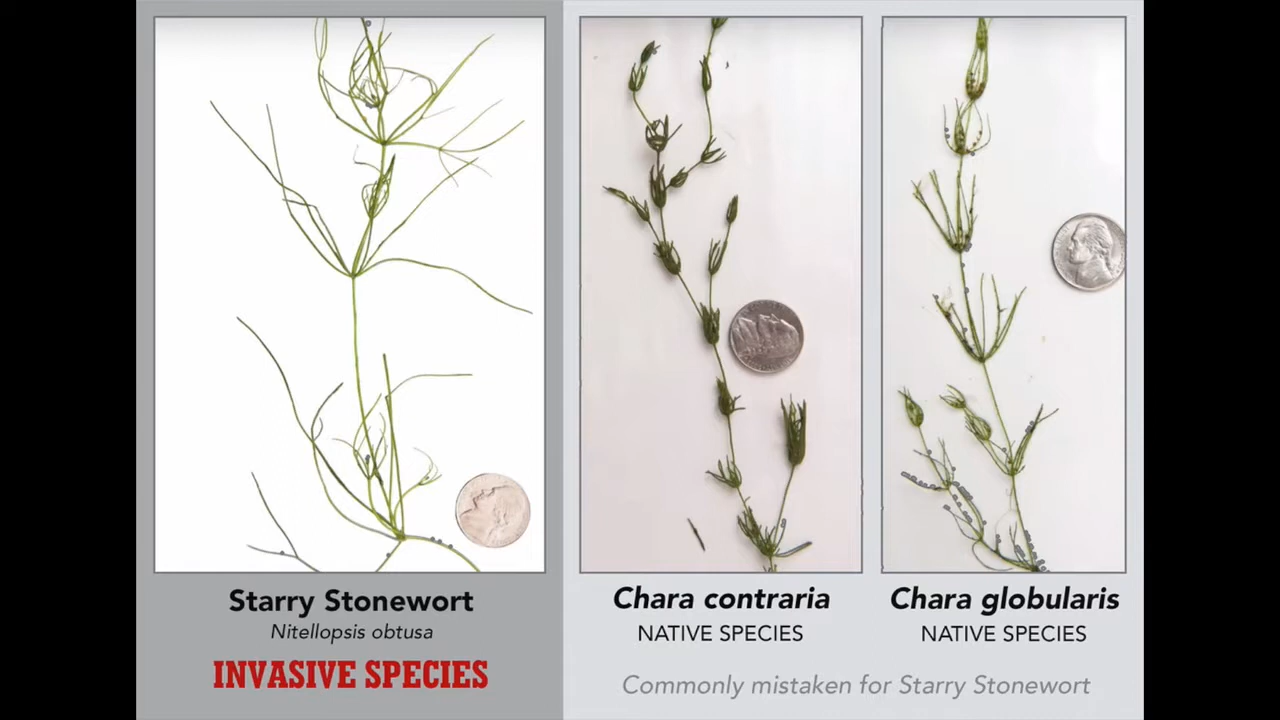 Starry Stonewort
Nitellopsis obtusa
INVASIVE SPECIES
Chara contraria
NATIVE SPECIES
Chara globularis
NATIVE SPECIES
Commonly mistaken for Starry Stonewort